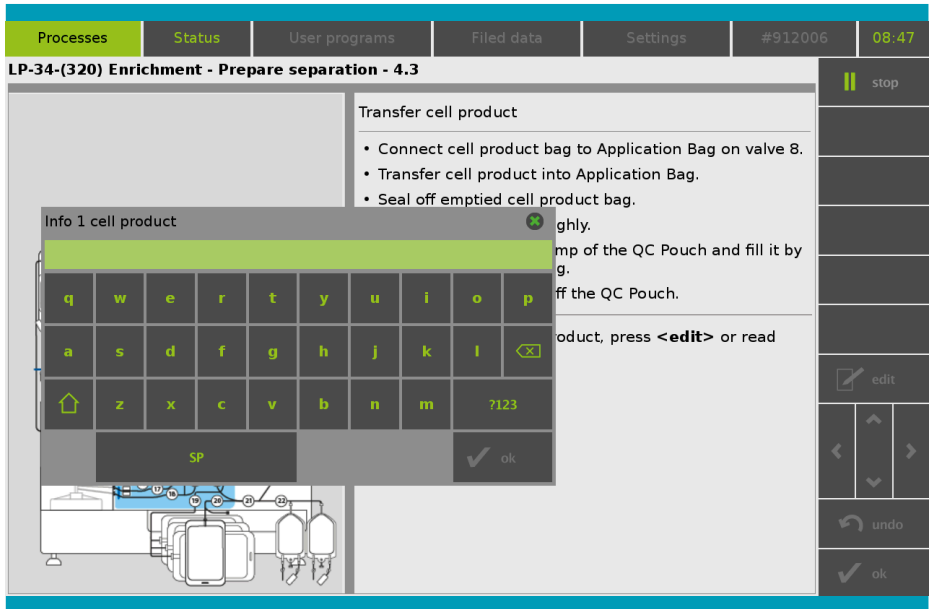 Processes
Status
User programs
Filed data
Settings
#912006
08:47
LP-34-(320) Enrichment - Prepare separation - 4.3
stop
Transfer cell product
• Connect cell product bag to Application Bag on valve 8.
• Transfer cell product into Application Bag.
• Seal off emptied cell product bag.
ghly.
mp of the QC Pouch and fill it by
g.
ff the QC Pouch.
oduct, press <edit> or read
Info 1 cell product
q w e r t y u i o p
a s d f g h j k l
z x c v b n m ?123
SP
ok
edit
undo
ok
17 18 19 20 21 22